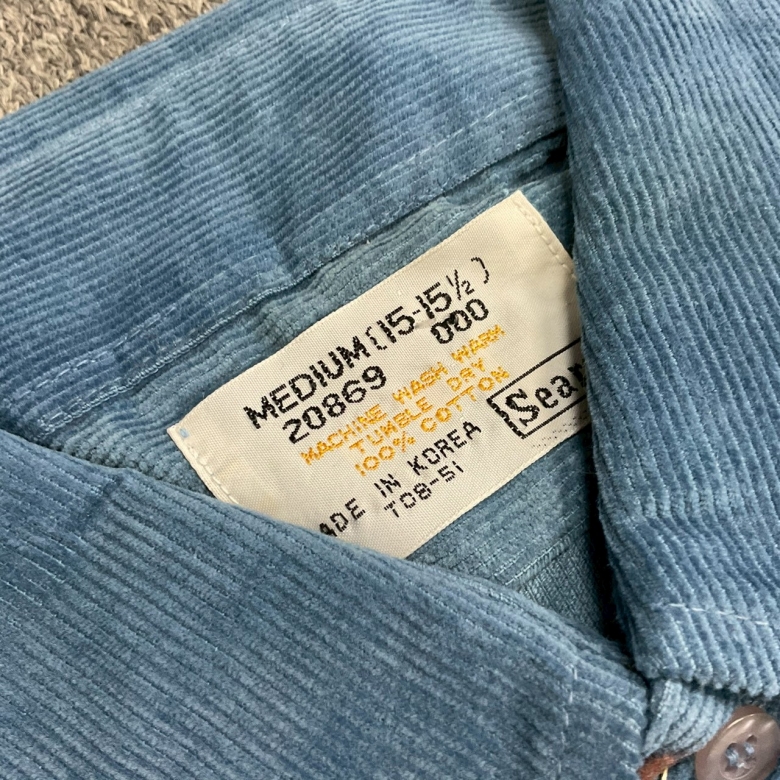 MEDIUM (15-15½)
20869 000
MACHINE WASH WARM
TUMBLE DRY
100% COTTON
ADE IN KOREA
T08-51
Sear